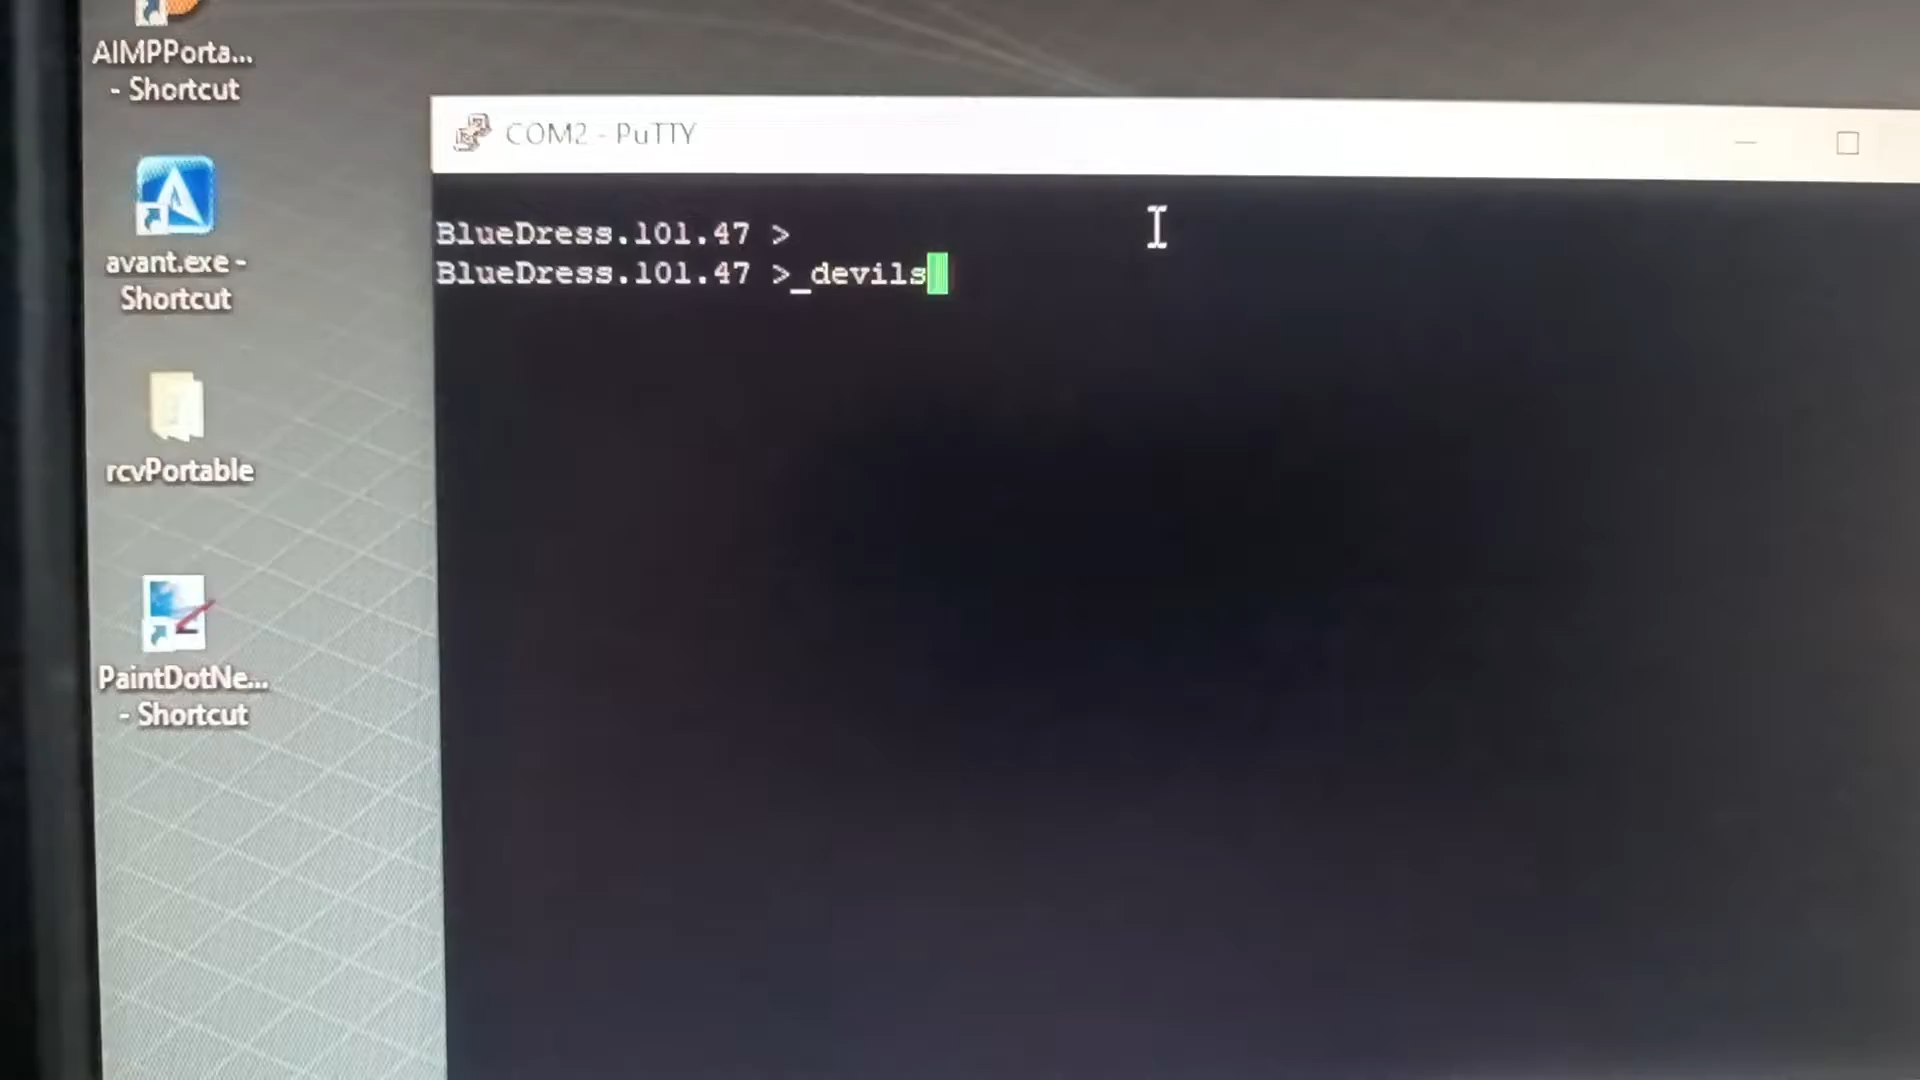 AIMPPorta...
- Shortcut
avant.exe -
Shortcut
rcvPortable
PaintDotNe...
- Shortcut
COM2 - PuTTY
BlueDress.101.47 >
BlueDress.101.47 >_devils